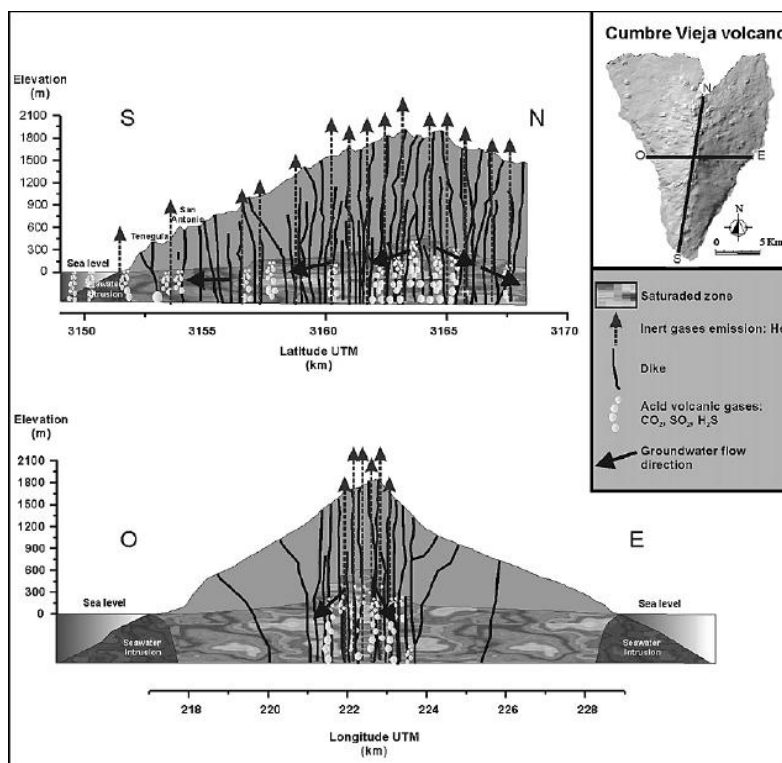 Cumbre Vieja volcano
N
O
E
S
N
0
5 Km
Saturaded zone
Inert gases emission: He
Dike
Acid volcanic gases:
CO₂, SO₂, H₂S
Groundwater flow
direction
Elevation
(m)
S
N
2100
1800
1500
1200
900
600
300
0
San
Antonio
Teneguía
Sea level
Seawater
Intrusion
3150
3155
3160
3165
3170
Latitude UTM
(km)
Elevation
(m)
O
E
2100
1800
1500
1200
900
600
300
0
Sea level
Sea level
Seawater
Intrusion
Seawater
Intrusion
218
220
222
224
226
228
Longitude UTM
(km)